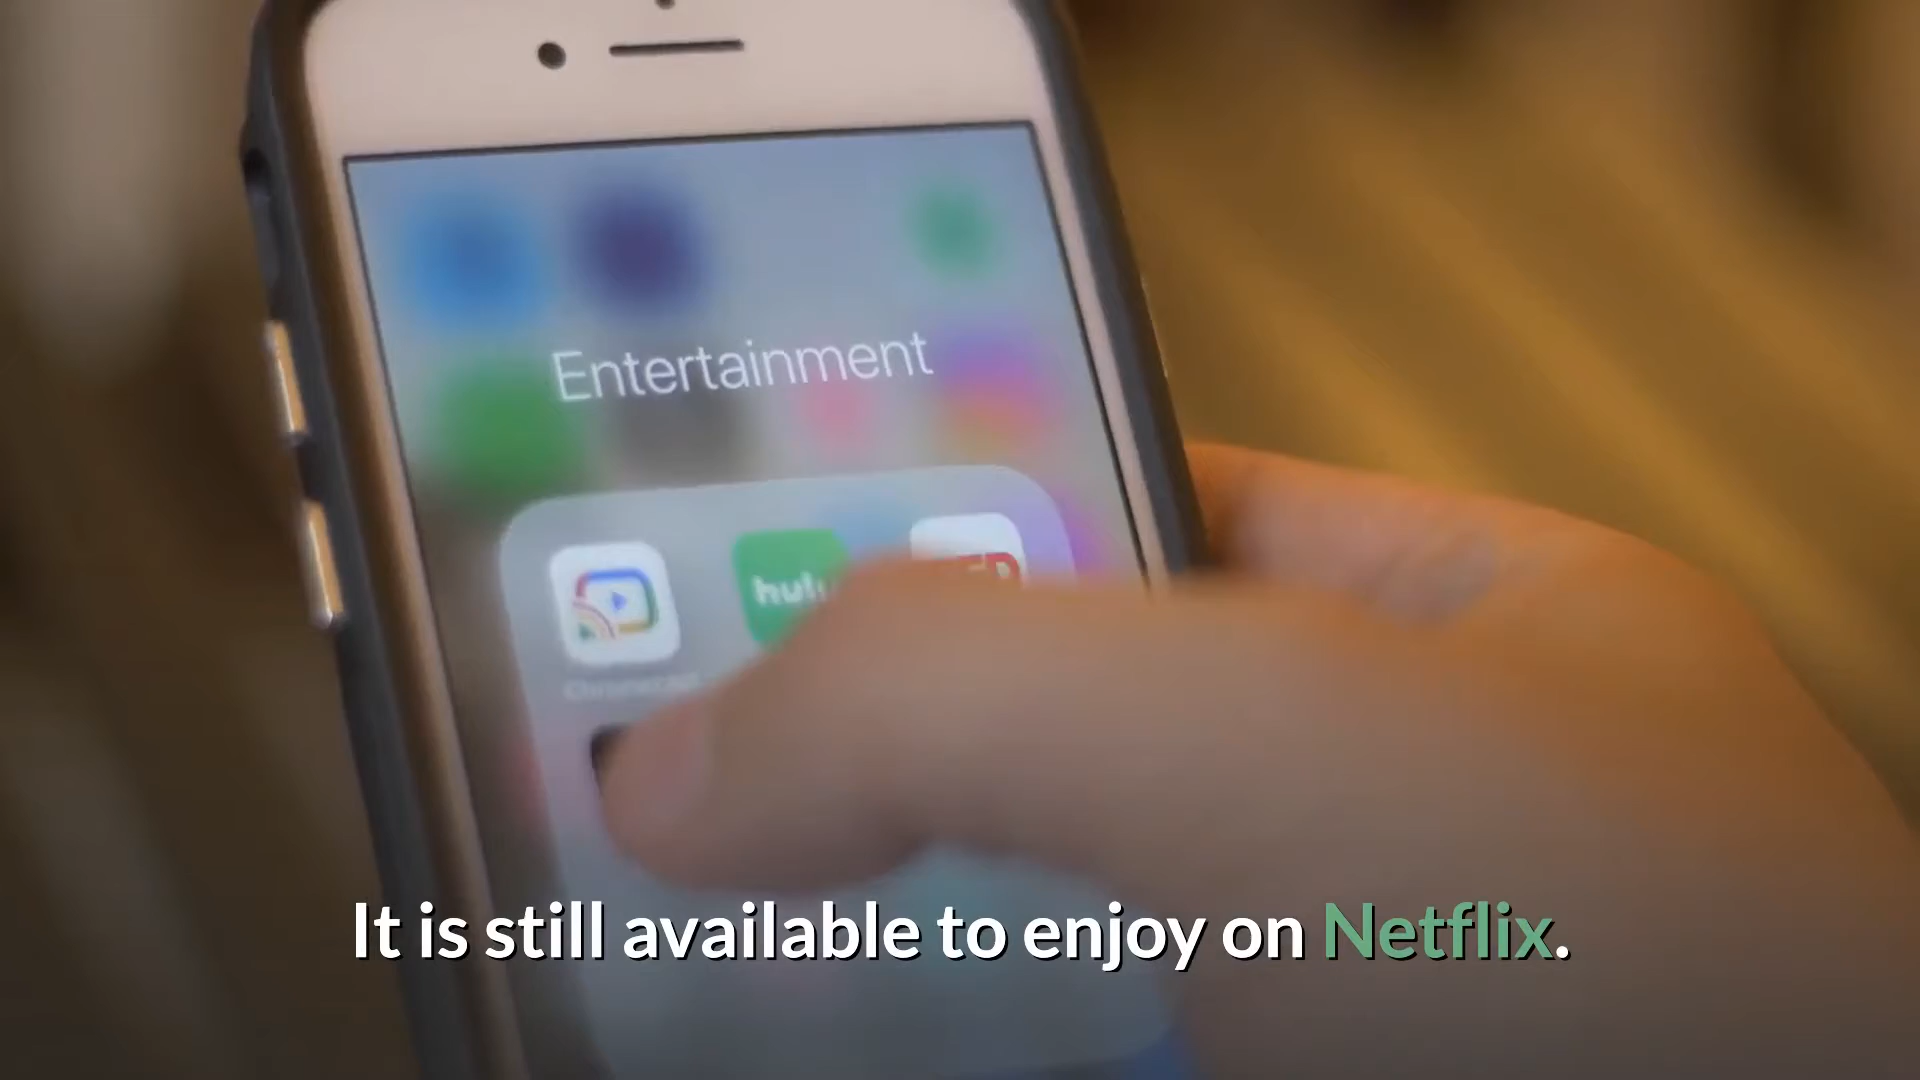 Entertainment
hulu
It is still available to enjoy on Netflix.